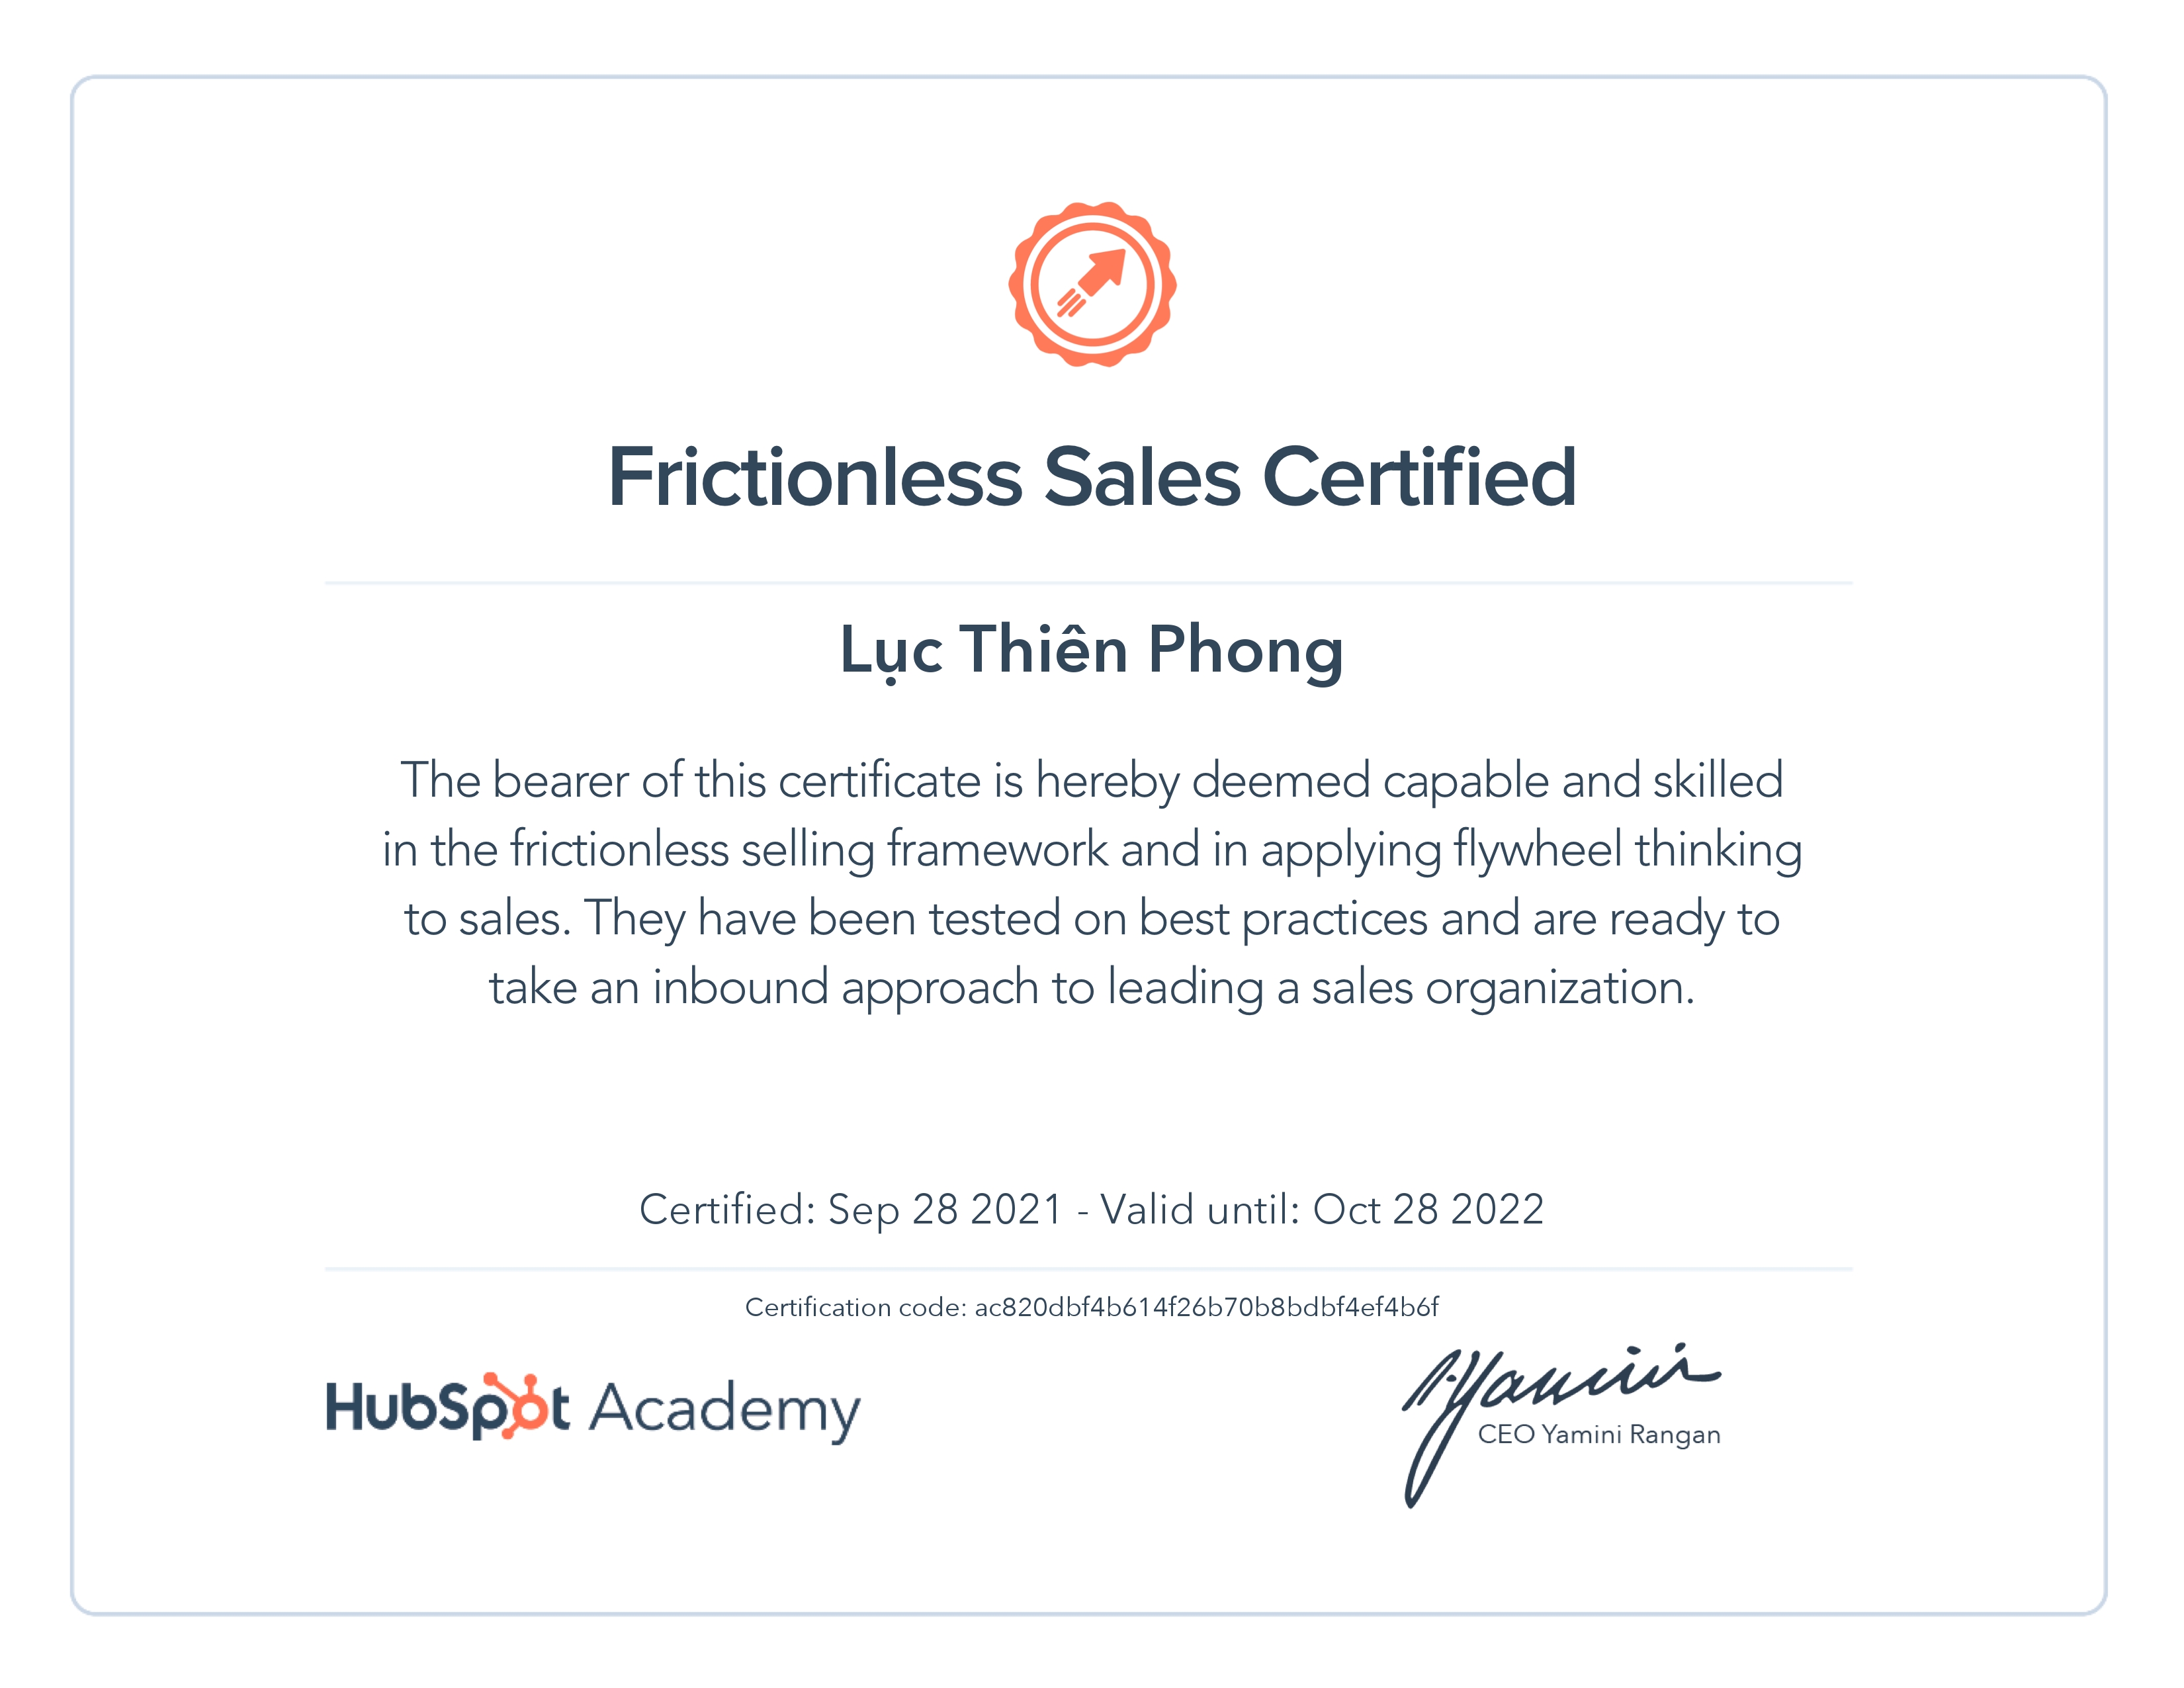 Frictionless Sales Certified
Lục Thiên Phong
The bearer of this certificate is hereby deemed capable and skilled
in the frictionless selling framework and in applying flywheel thinking
to sales. They have been tested on best practices and are ready to
take an inbound approach to leading a sales organization.
Certified: Sep 28 2021 - Valid until: Oct 28 2022
Certification code: ac820dbf4b614f26b70b8bdbf4ef4b6f
HubSpot Academy
Yamini
CEO Yamini Rangan